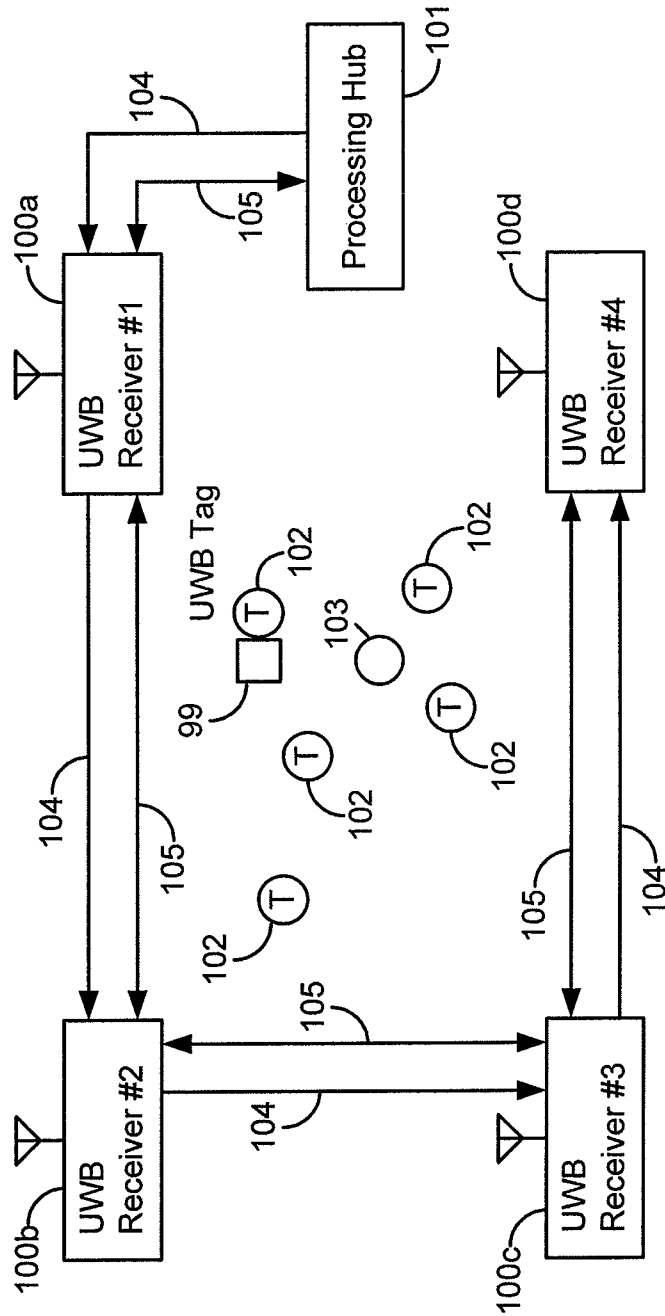 100b
100a
UWB
Receiver #2
104
UWB
Receiver #1
105
104
105
Processing Hub
101
UWB Tag
99
T
102
102
T
T
102
103
T
102
T
102
104
105
100c
UWB
Receiver #3
105
104
UWB
Receiver #4
100d